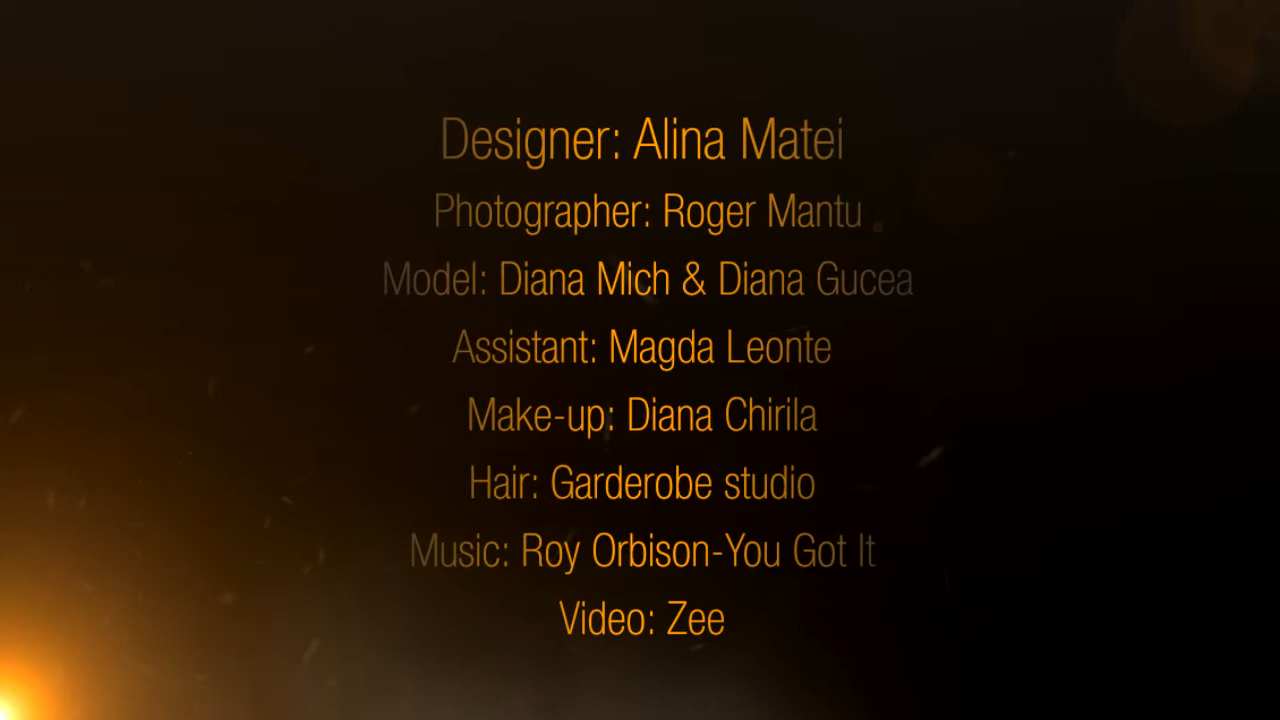 Designer: Alina Matei
Photographer: Roger Mantu
Model: Diana Mich & Diana Gucea
Assistant: Magda Leonte
Make-up: Diana Chirila
Hair: Garderobe studio
Music: Roy Orbison-You Got It
Video: Zee